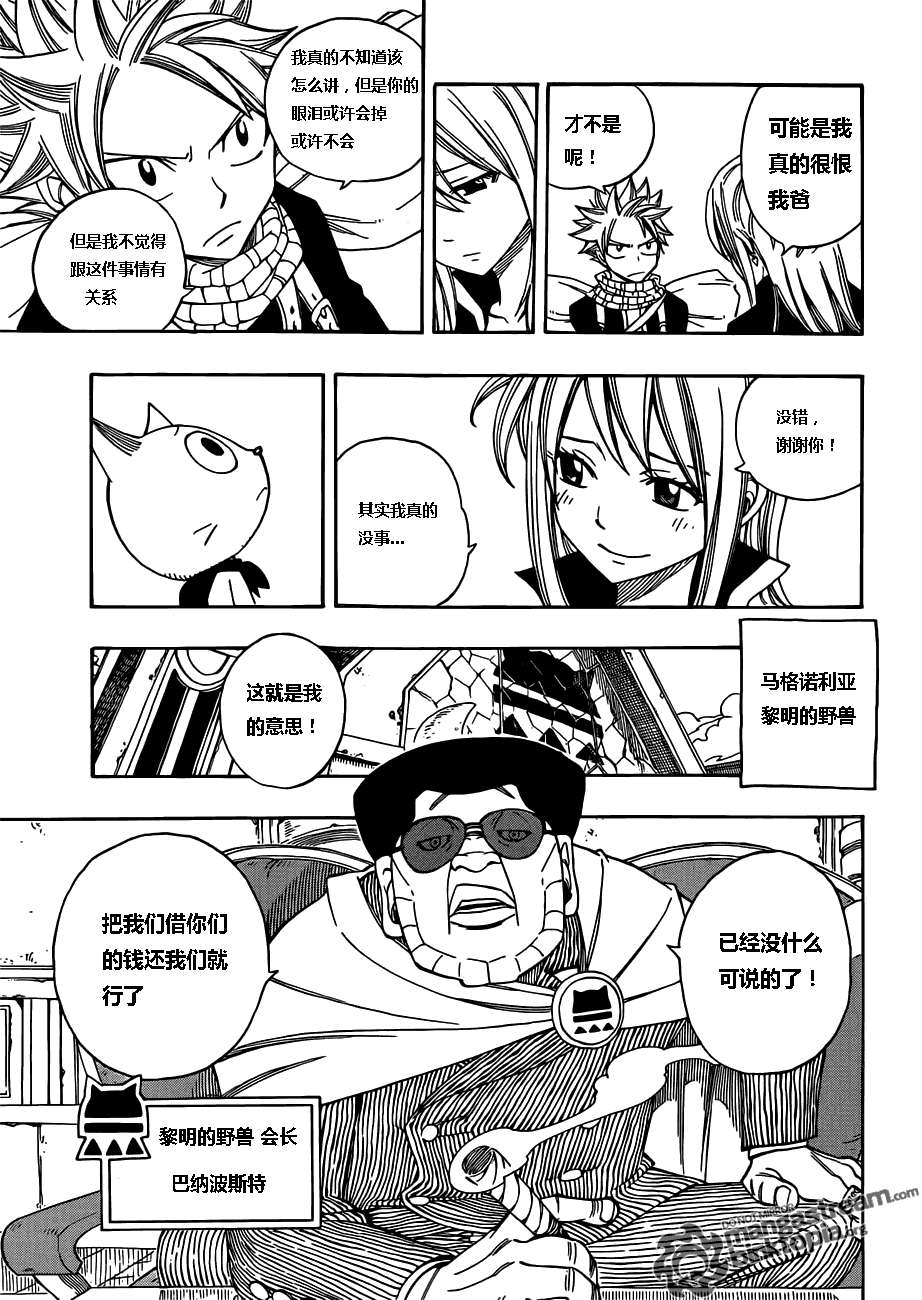 可能是我
真的很恨
我爸
才不是
呢！
我真的不知道该
怎么讲，但是你的
眼泪或许会掉
或许不会
但是我不觉得
跟这件事情有
关系
没错，
谢谢你！
其实我真的
没事...
马格诺利亚
黎明的野兽
这就是我
的意思！
已经没什么
可说的了！
把我们借你们
的钱还我们就
行了
黎明的野兽 会长
巴纳波斯特
DO NOT MIRROR
mangastream.com